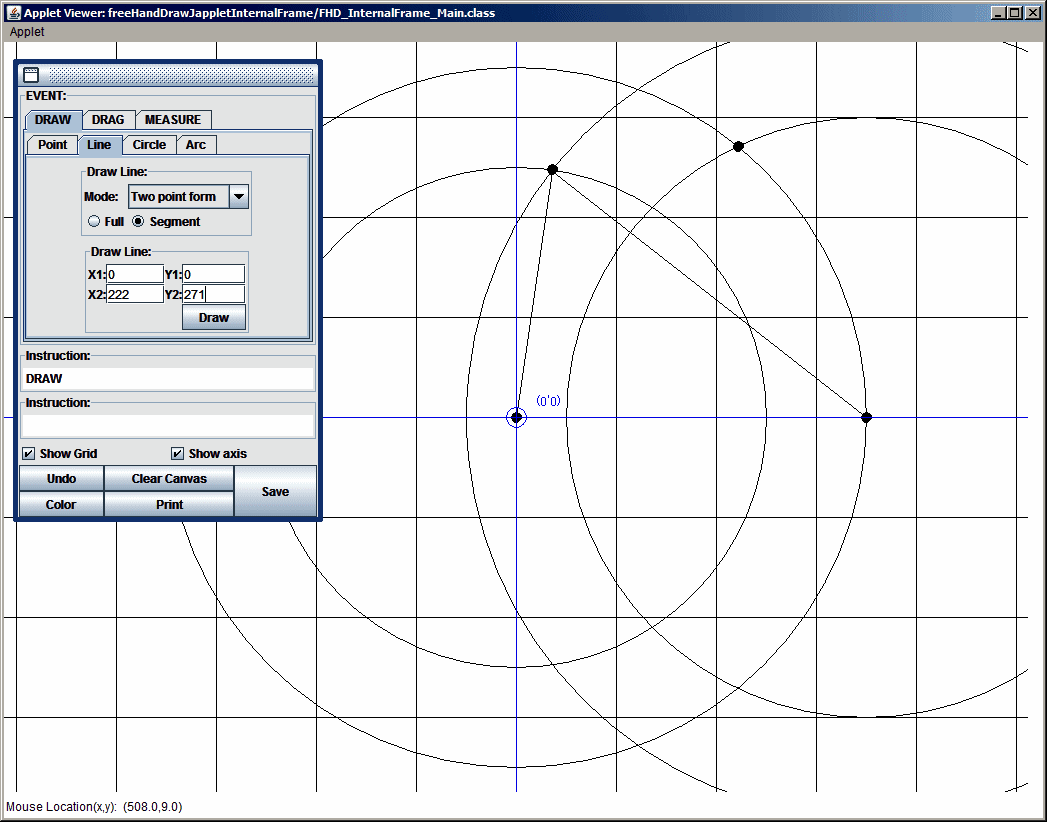 Applet Viewer: freeHandDrawJappletInternalFrame/FHD_InternalFrame_Main.class
Applet
EVENT:
DRAW DRAG MEASURE
Point Line Circle Arc
Draw Line:
Mode: Two point form
Full Segment
Draw Line:
X1: 0 Y1: 0
X2: 222 Y2: 271
Draw
Instruction:
DRAW
Instruction:
Show Grid Show axis
Undo Clear Canvas Save
Color Print
(0'0)
Mouse Location(x,y): (508.0,9.0)